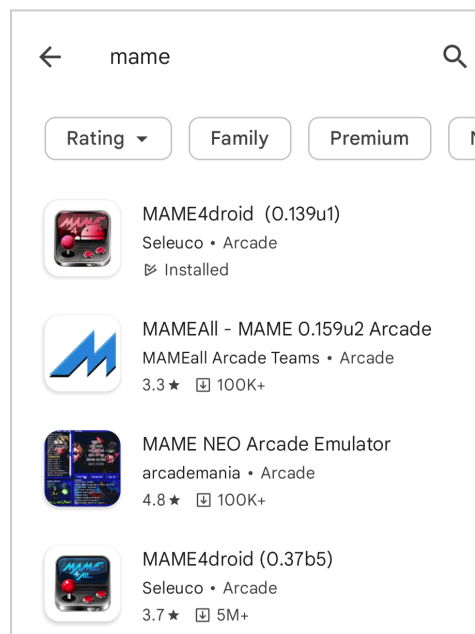 mame
Rating Family Premium
MAME4droid (0.139u1)
Seleuco • Arcade
Installed
MAMEAll - MAME 0.159u2 Arcade
MAMEall Arcade Teams • Arcade
3.3★ 100K+
MAME NEO Arcade Emulator
arcademania • Arcade
4.8★ 100K+
MAME4droid (0.37b5)
Seleuco • Arcade
3.7★ 5M+